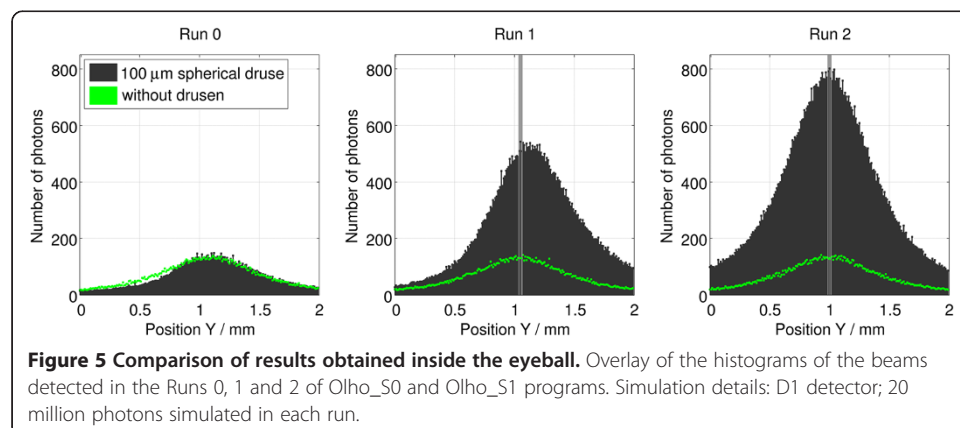 Run 0
Run 1
Run 2
100 μm spherical druse
without drusen
Number of photons
800
600
400
200
0
0 0.5 1 1.5 2
Position Y / mm
Number of photons
800
600
400
200
0
0 0.5 1 1.5 2
Position Y / mm
Number of photons
800
600
400
200
0
0 0.5 1 1.5 2
Position Y / mm
Figure 5 Comparison of results obtained inside the eyeball. Overlay of the histograms of the beams
detected in the Runs 0, 1 and 2 of Olho_S0 and Olho_S1 programs. Simulation details: D1 detector; 20
million photons simulated in each run.